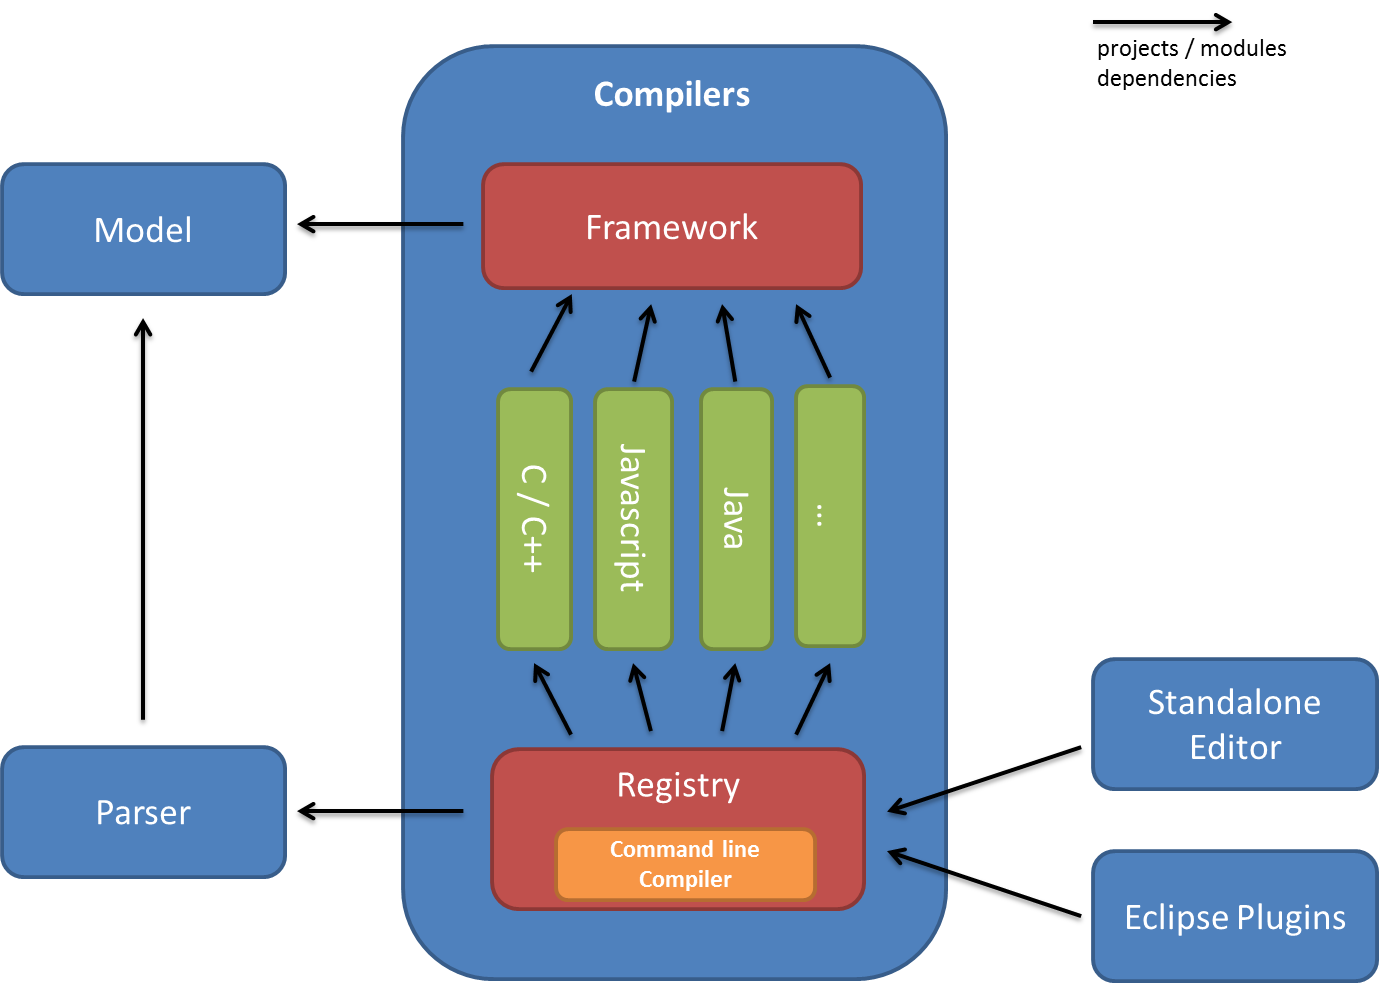 projects / modules
dependencies
Compilers
Model
Framework
C / C++
Javascript
Java
...
Standalone
Editor
Parser
Registry
Command line
Compiler
Eclipse Plugins